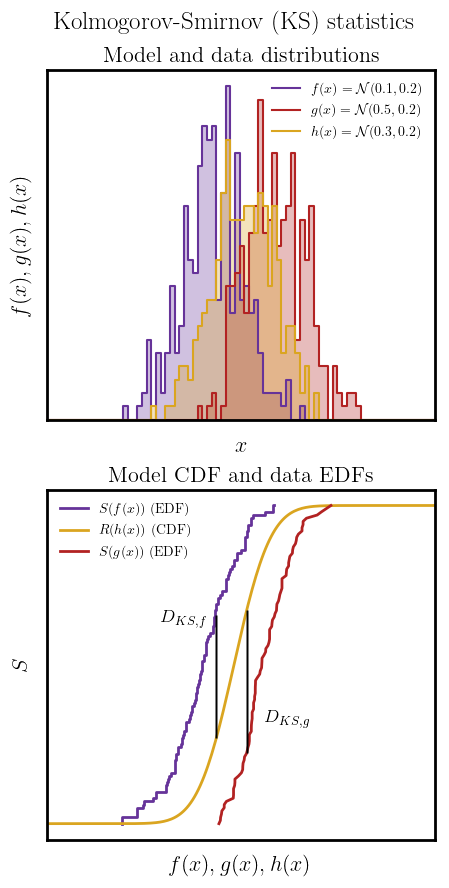 Kolmogorov-Smirnov (KS) statistics
Model and data distributions
f(x) = 𝒩(0.1, 0.2)
g(x) = 𝒩(0.5, 0.2)
h(x) = 𝒩(0.3, 0.2)
f(x), g(x), h(x)
x
Model CDF and data EDFs
S(f(x)) (EDF)
R(h(x)) (CDF)
S(g(x)) (EDF)
D_{KS,f}
S
D_{KS,g}
f(x), g(x), h(x)